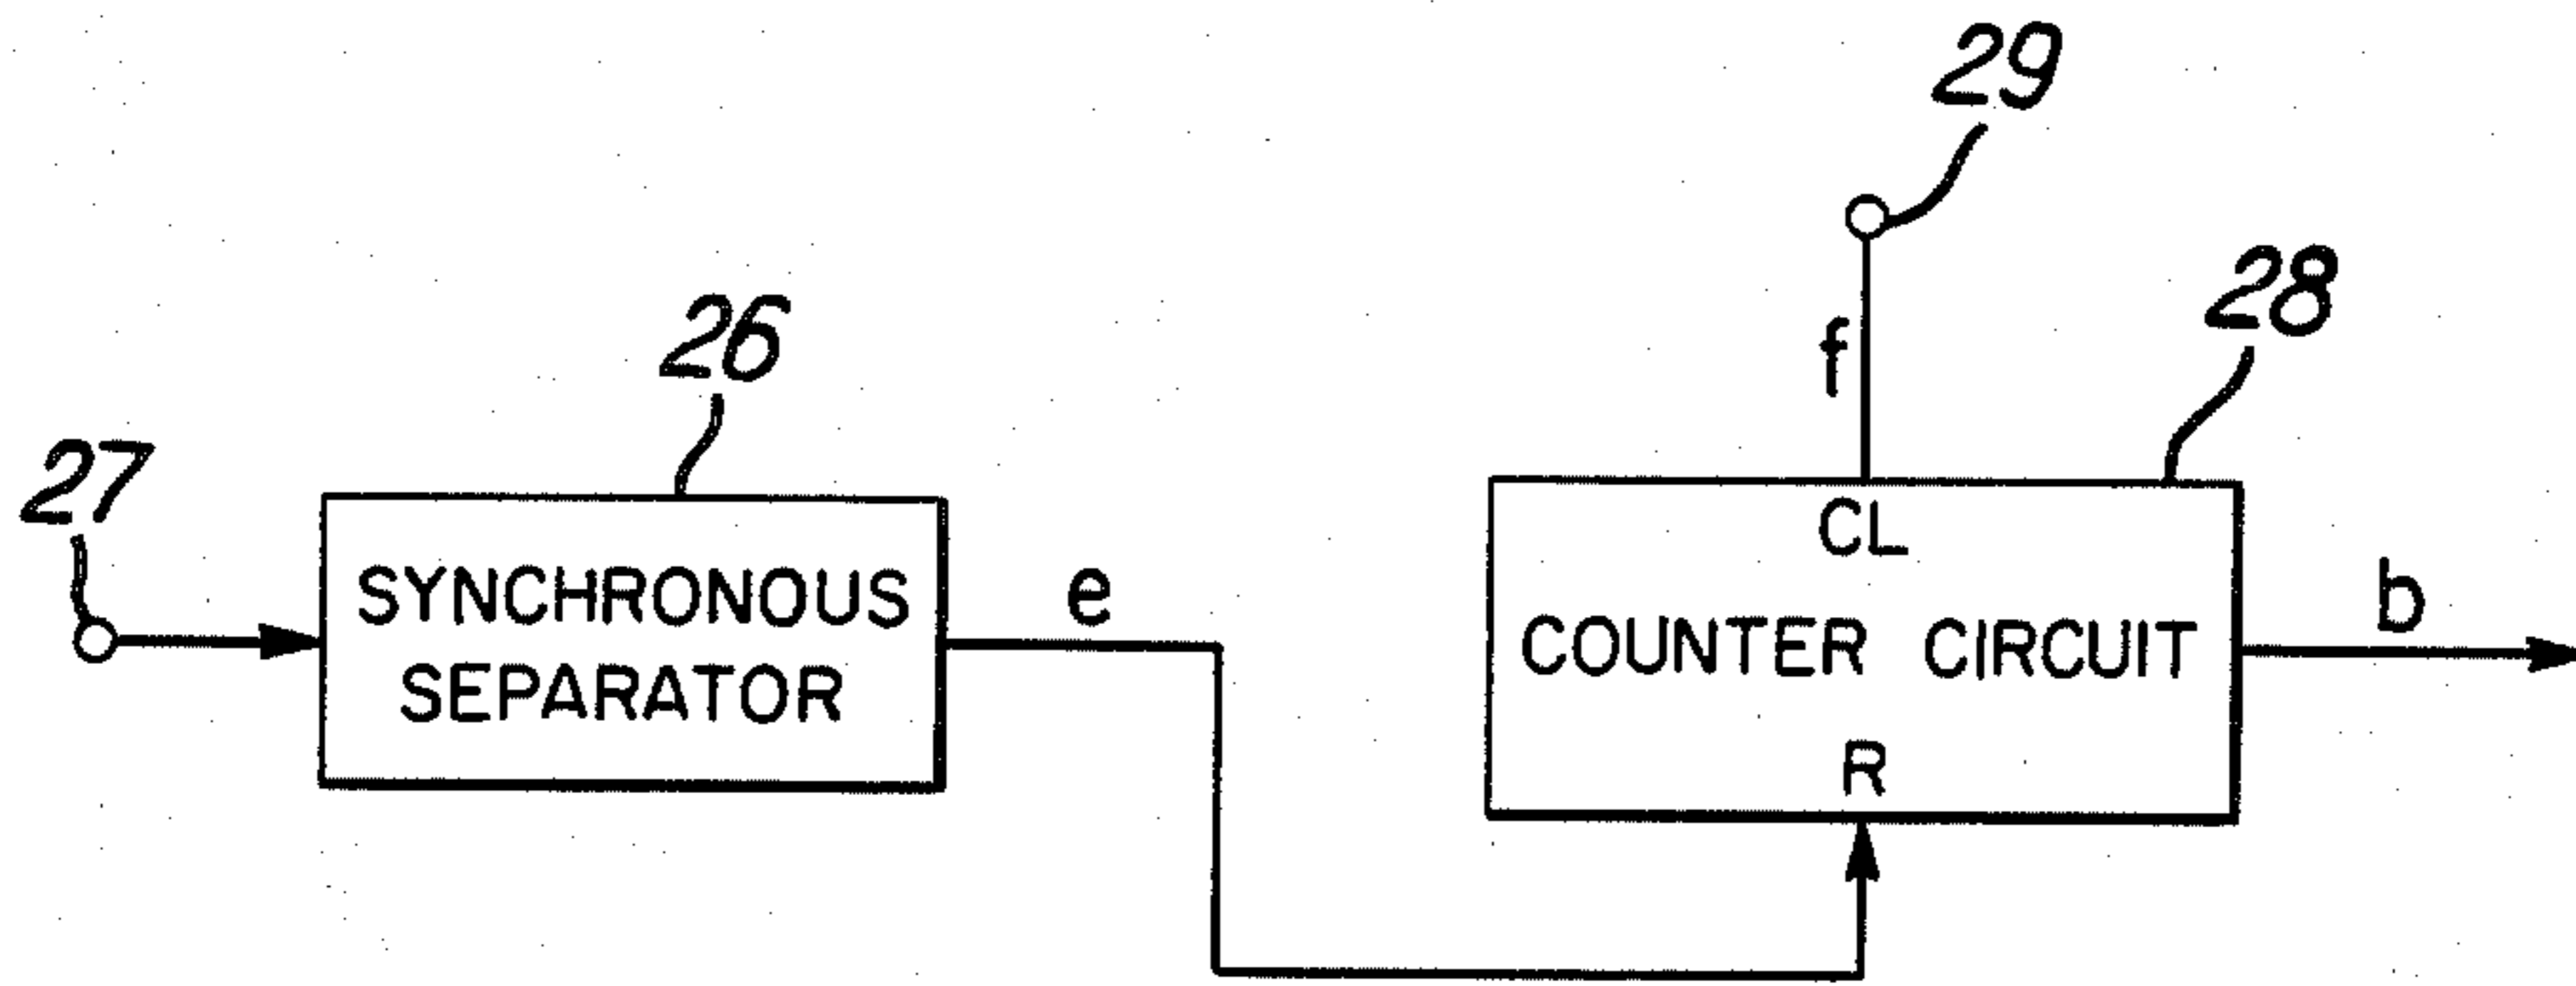 29
28
26
27
f
CL
SYNCHRONOUS
SEPARATOR
e
COUNTER CIRCUIT
b
R